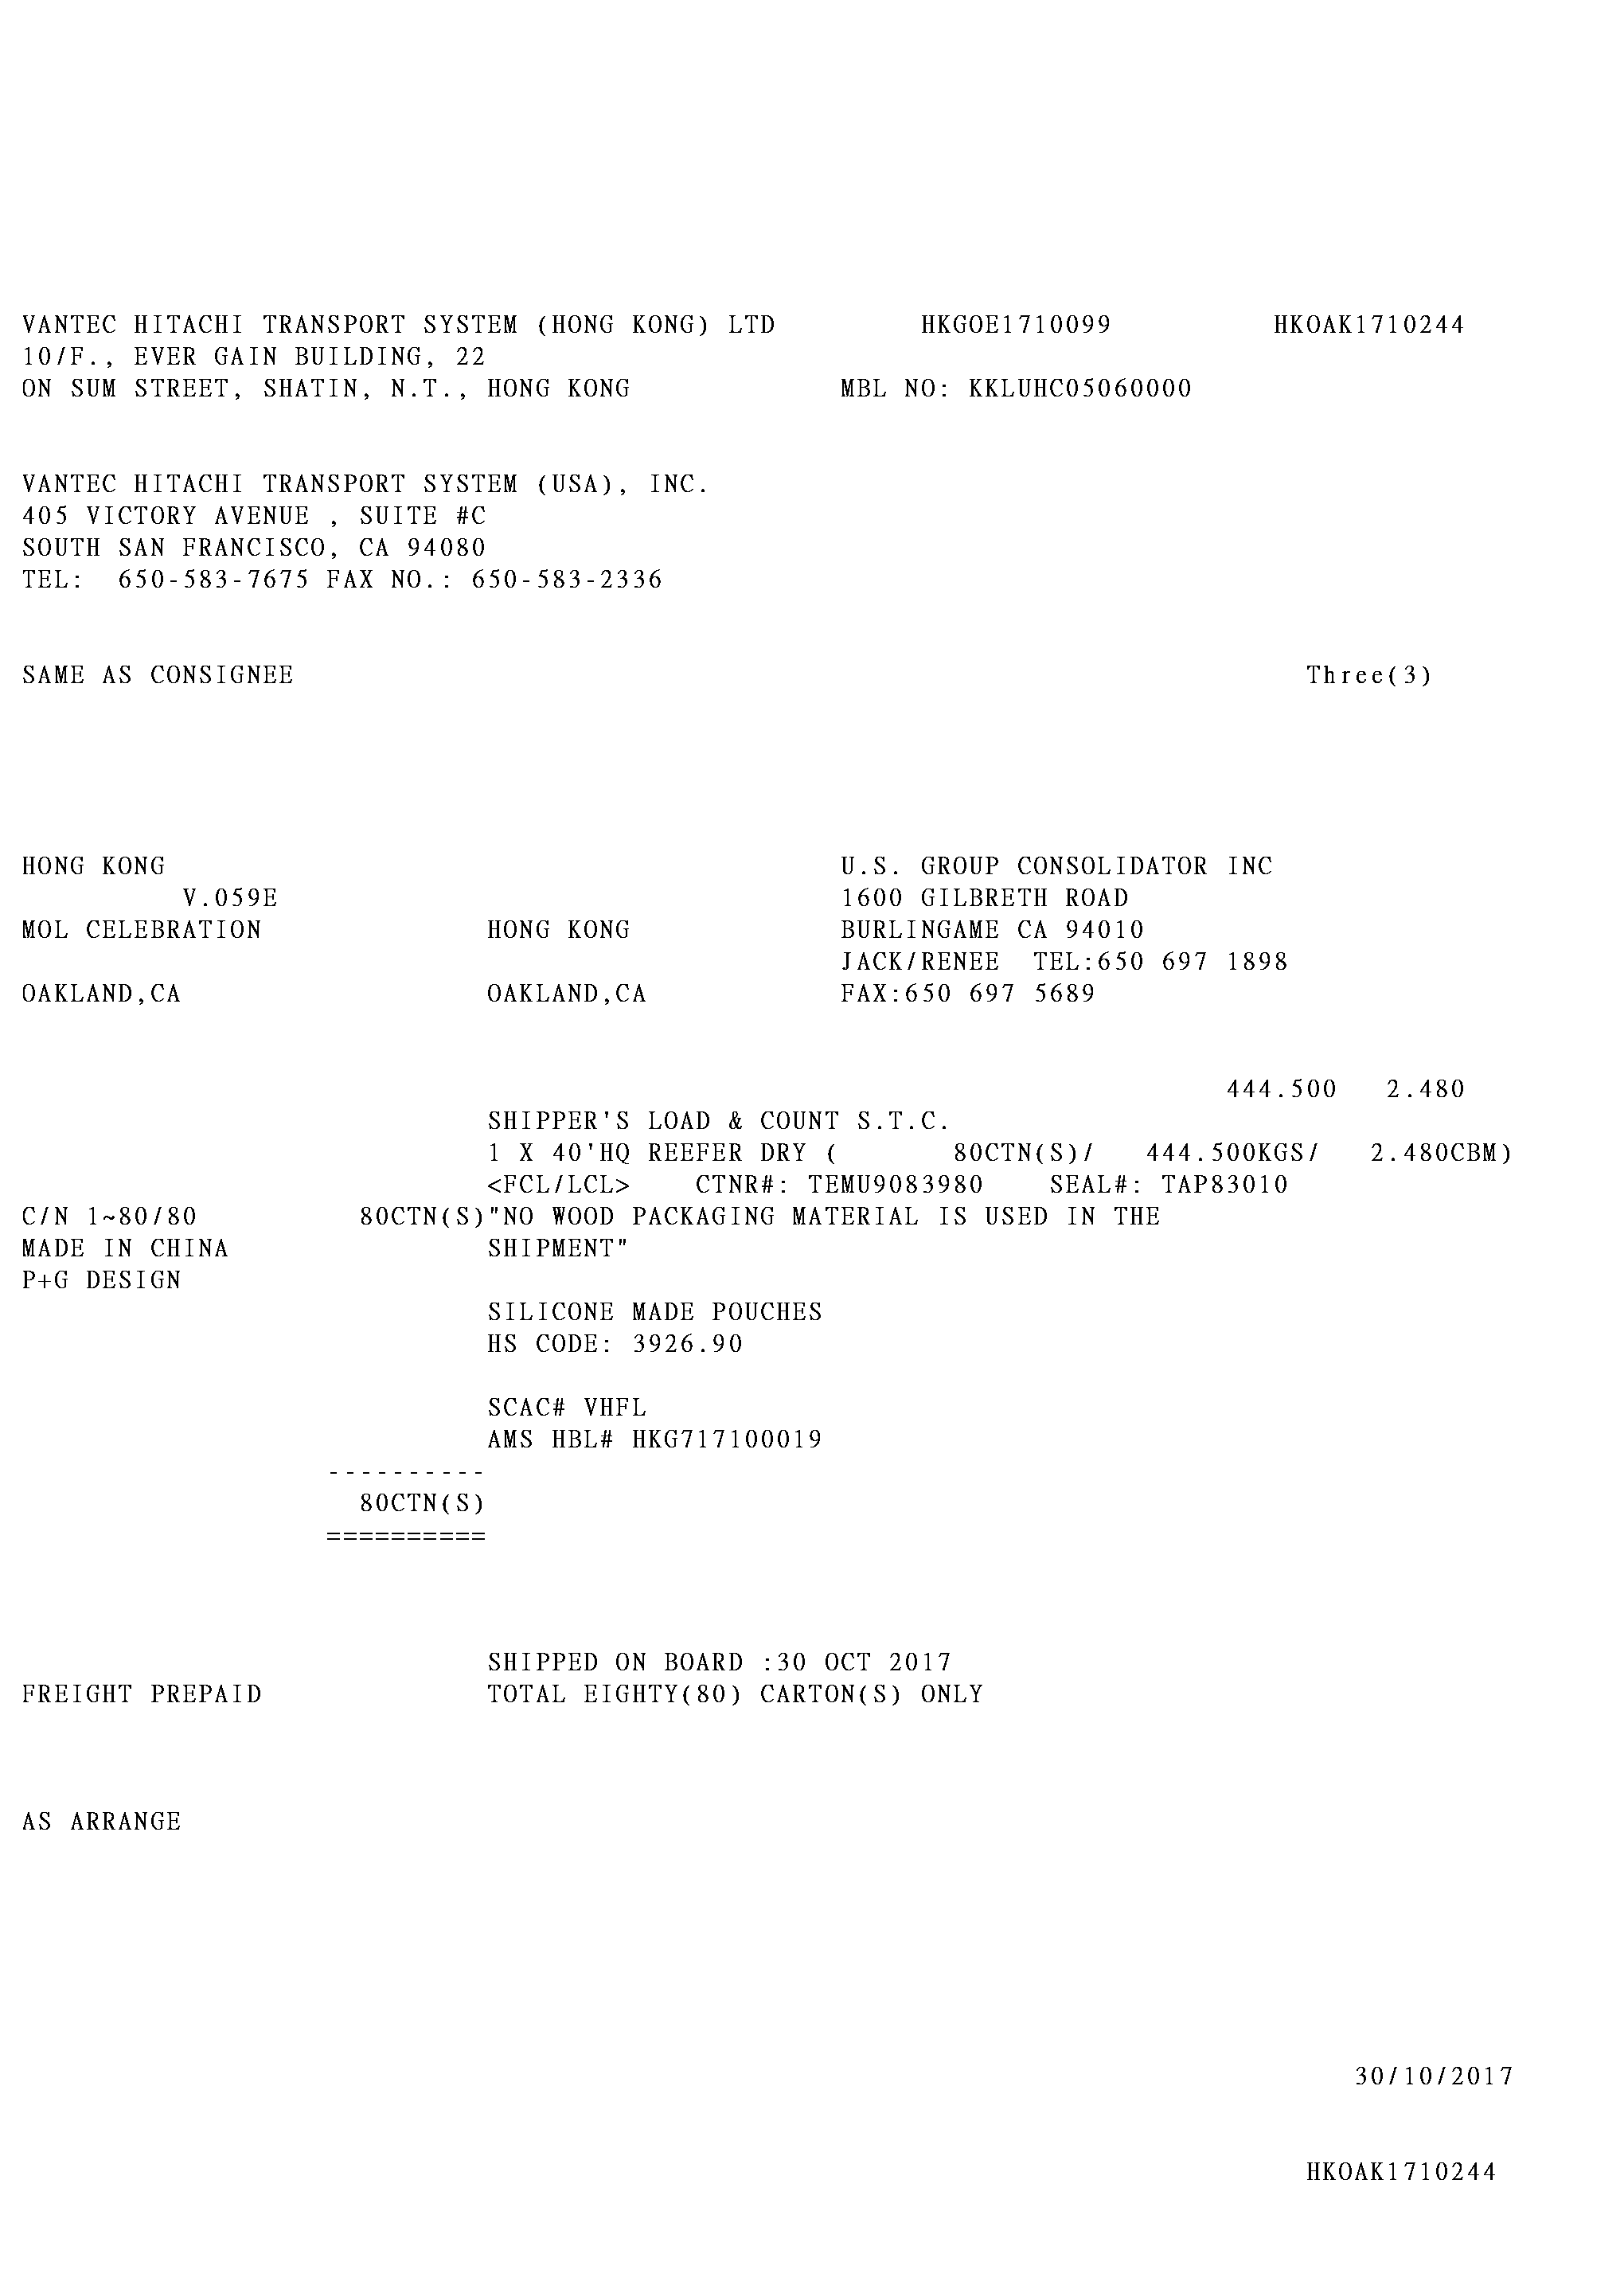 VANTEC HITACHI TRANSPORT SYSTEM (HONG KONG) LTD HKGOE1710099 HKOAK1710244
10/F., EVER GAIN BUILDING, 22
ON SUM STREET, SHATIN, N.T., HONG KONG MBL NO: KKLUHC05060000
VANTEC HITACHI TRANSPORT SYSTEM (USA), INC.
405 VICTORY AVENUE , SUITE #C
SOUTH SAN FRANCISCO, CA 94080
TEL: 650-583-7675 FAX NO.: 650-583-2336
SAME AS CONSIGNEE Three(3)
HONG KONG U.S. GROUP CONSOLIDATOR INC
V.059E 1600 GILBRETH ROAD
MOL CELEBRATION HONG KONG BURLINGAME CA 94010
JACK/RENEE TEL:650 697 1898
OAKLAND,CA OAKLAND,CA FAX:650 697 5689
444.500 2.480
SHIPPER'S LOAD & COUNT S.T.C.
1 X 40'HQ REEFER DRY ( 80CTN(S)/ 444.500KGS/ 2.480CBM)
<FCL/LCL> CTNR#: TEMU9083980 SEAL#: TAP83010
C/N 1~80/80 80CTN(S)"NO WOOD PACKAGING MATERIAL IS USED IN THE
MADE IN CHINA SHIPMENT"
P+G DESIGN
SILICONE MADE POUCHES
HS CODE: 3926.90
SCAC# VHFL
AMS HBL# HKG717100019
----------
80CTN(S)
==========
SHIPPED ON BOARD :30 OCT 2017
FREIGHT PREPAID TOTAL EIGHTY(80) CARTON(S) ONLY
AS ARRANGE
30/10/2017
HKOAK1710244